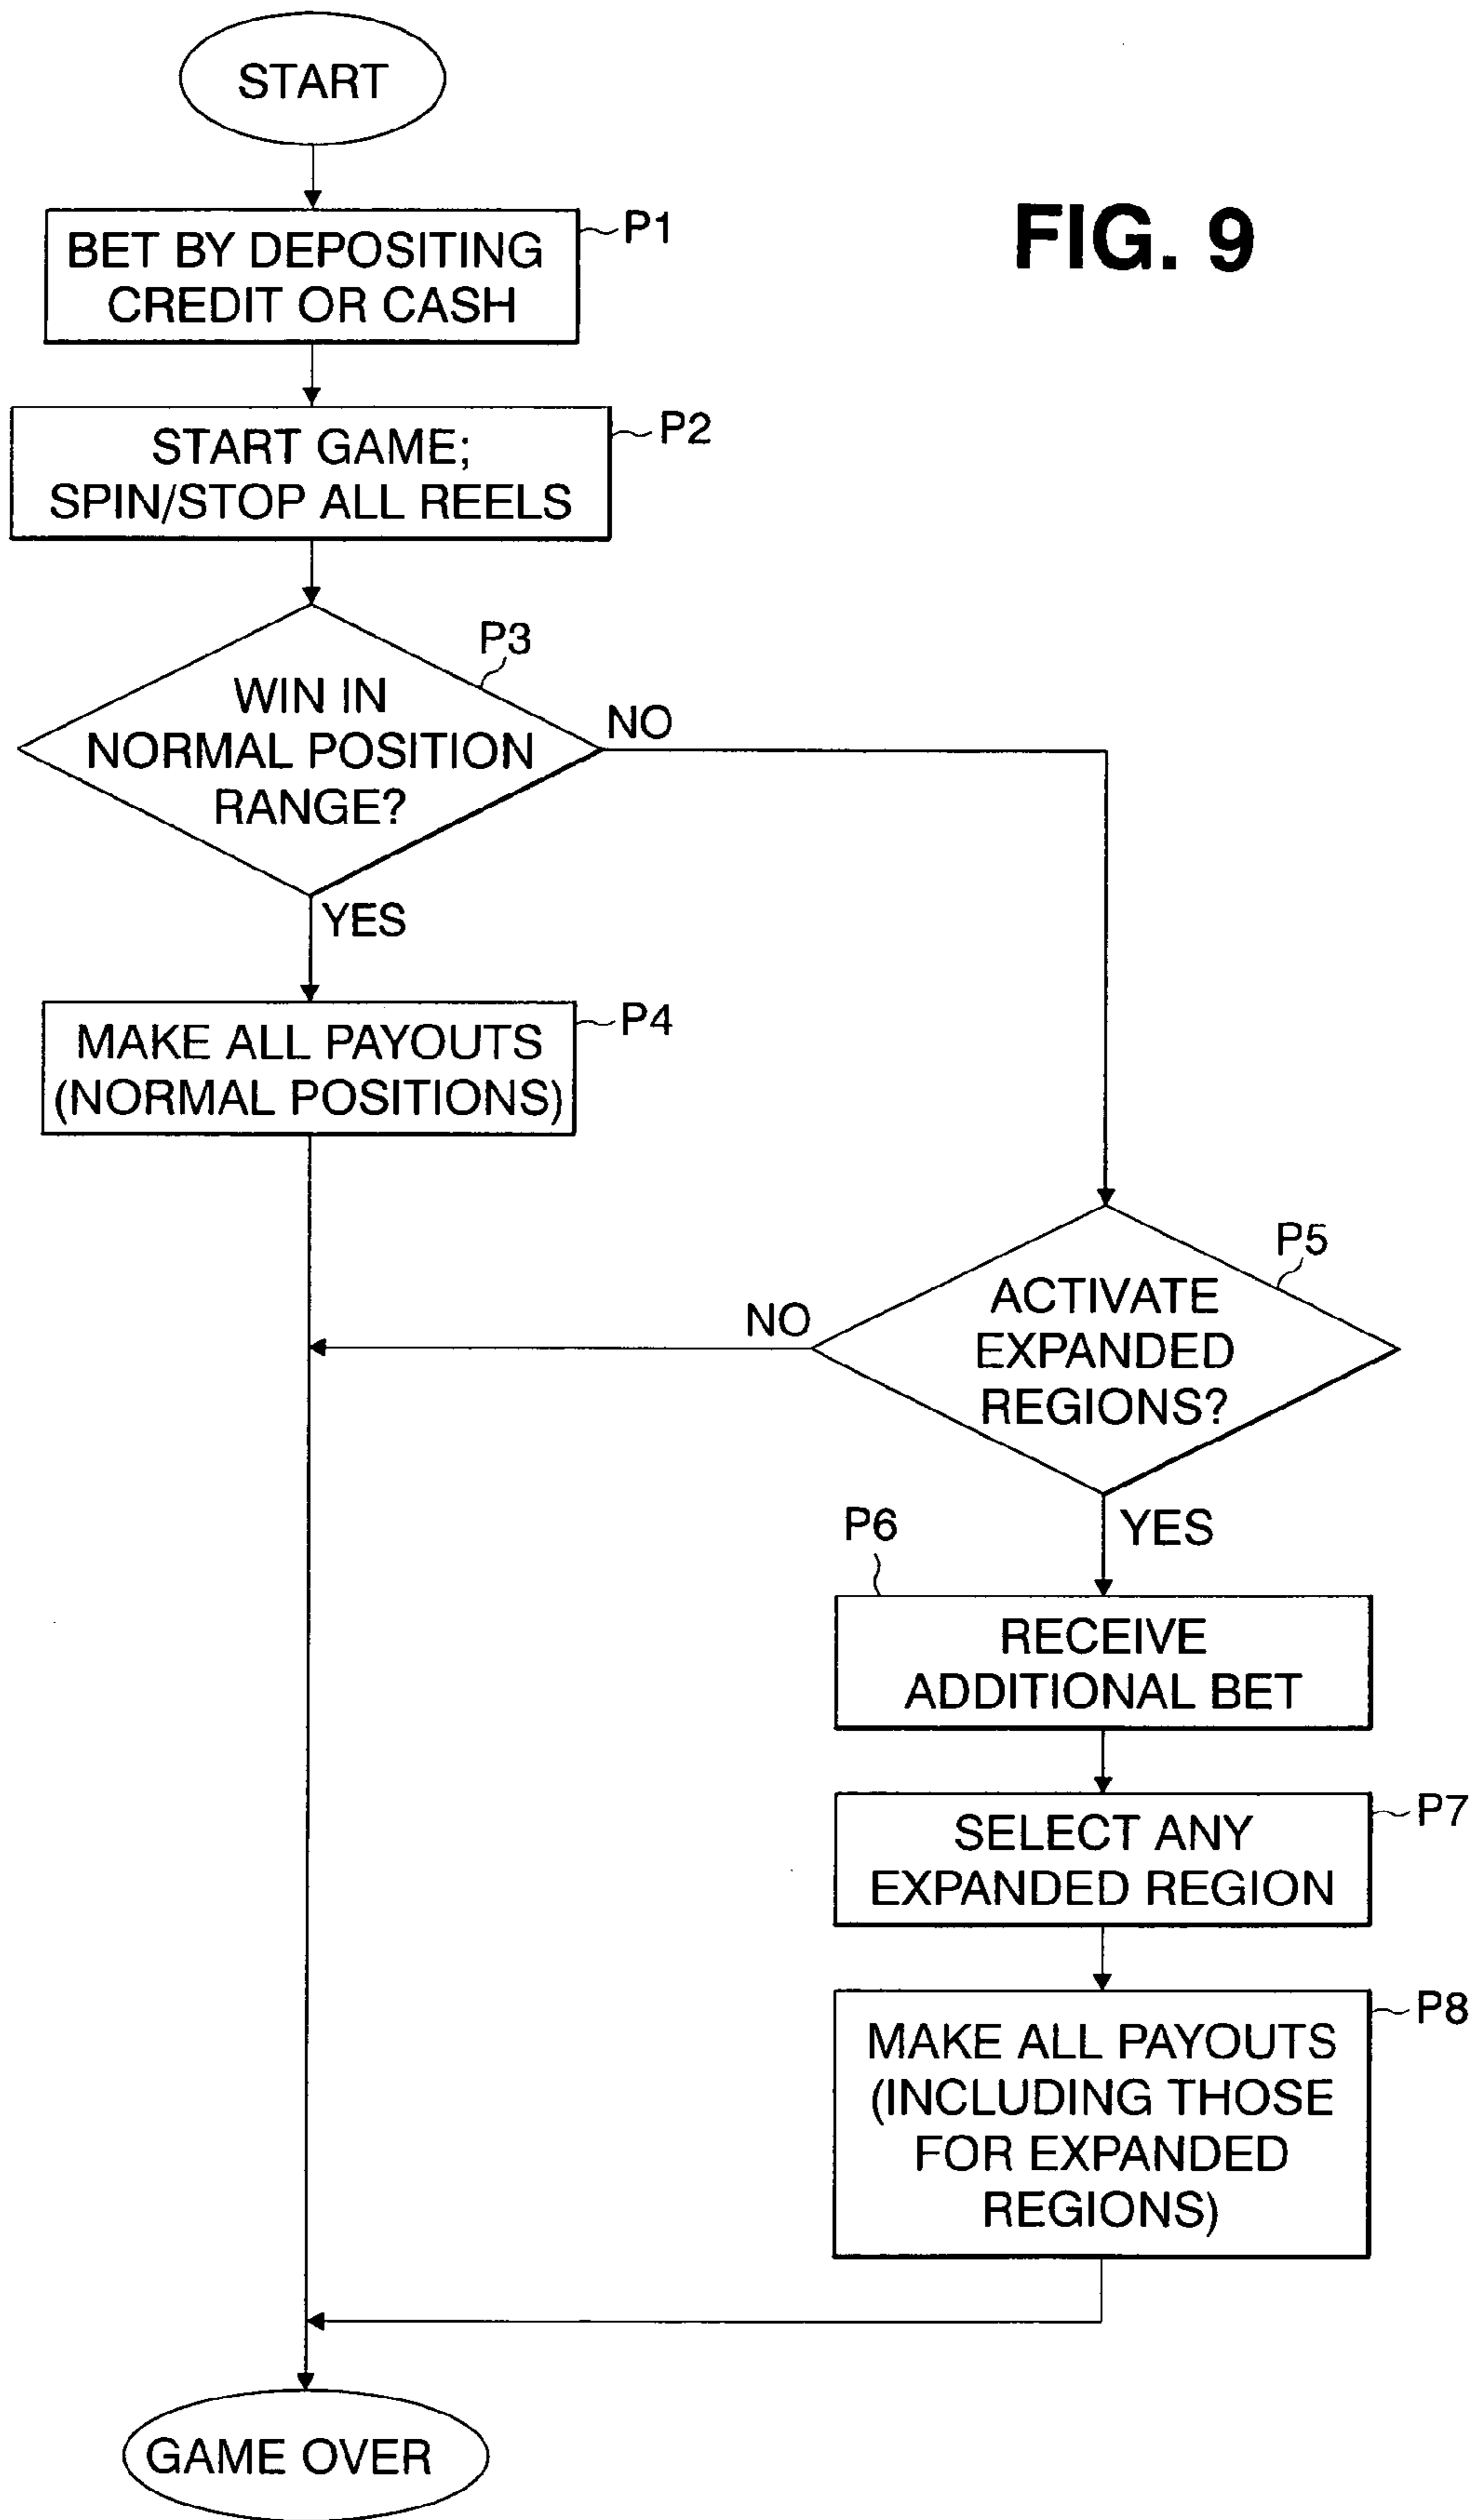 START
FIG. 9
P1
BET BY DEPOSITING
CREDIT OR CASH
P2
START GAME;
SPIN/STOP ALL REELS
P3
WIN IN
NORMAL POSITION
RANGE?
NO
YES
P4
MAKE ALL PAYOUTS
(NORMAL POSITIONS)
P5
ACTIVATE
EXPANDED
REGIONS?
NO
YES
P6
RECEIVE
ADDITIONAL BET
P7
SELECT ANY
EXPANDED REGION
P8
MAKE ALL PAYOUTS
(INCLUDING THOSE
FOR EXPANDED
REGIONS)
GAME OVER